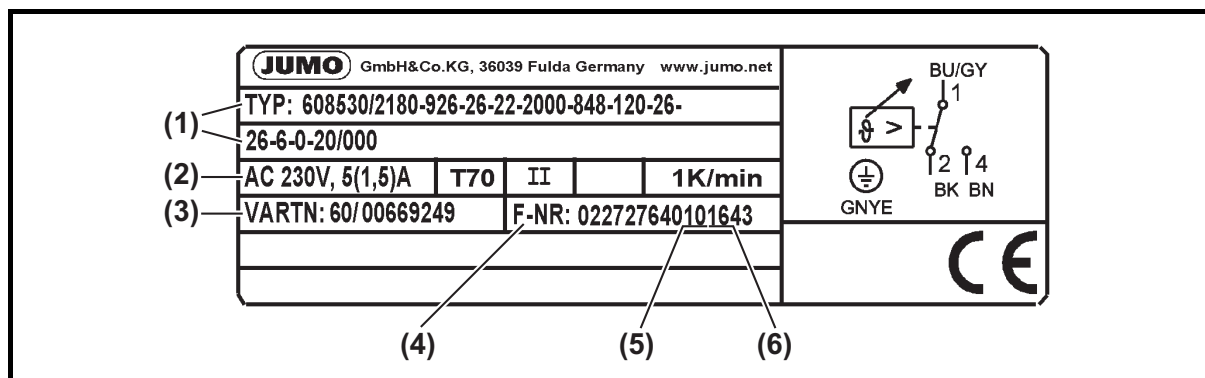 JUMO GmbH&Co.KG, 36039 Fulda Germany www.jumo.net
(1) TYP: 608530/2180-926-26-22-2000-848-120-26-
26-6-0-20/000
(2) AC 230V, 5(1,5)A T70 II 1K/min
(3) VARTN: 60/00669249 F-NR: 022727640101643
BU/GY
1
ϑ >
2 4
BK BN
GNYE
CE
(4) (5) (6)